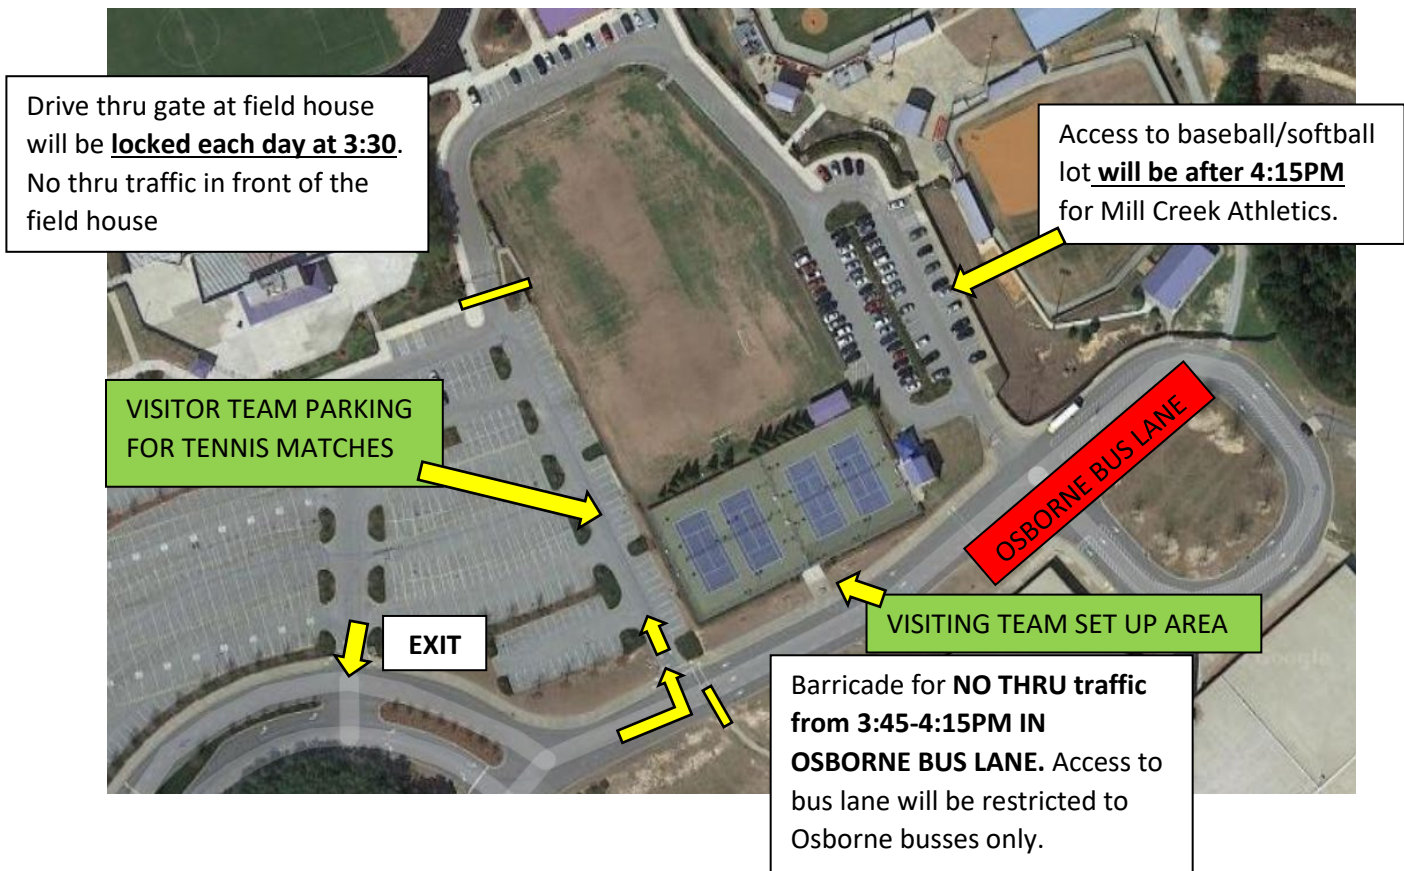 Drive thru gate at field house
will be locked each day at 3:30.
No thru traffic in front of the
field house
Access to baseball/softball
lot will be after 4:15PM
for Mill Creek Athletics.
VISITOR TEAM PARKING
FOR TENNIS MATCHES
OSBORNE BUS LANE
EXIT
VISITING TEAM SET UP AREA
Google
Barricade for NO THRU traffic
from 3:45-4:15PM IN
OSBORNE BUS LANE. Access to
bus lane will be restricted to
Osborne busses only.